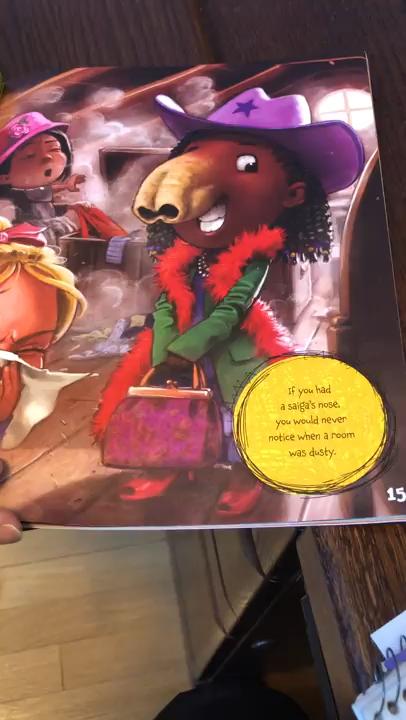 If you had
a saiga's nose,
you would never
notice when a room
was dusty.
15